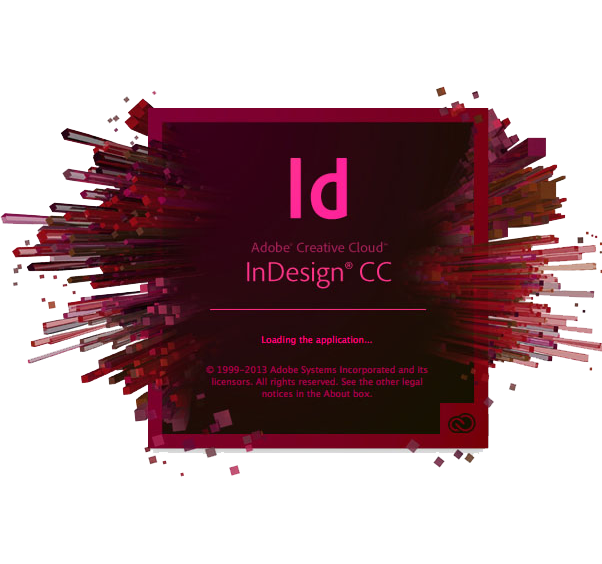 Id
Adobe® Creative Cloud™
InDesign® CC
Loading the application...
© 1999-2013 Adobe Systems Incorporated and its
licensors. All rights reserved. See the other legal
notices in the About box.